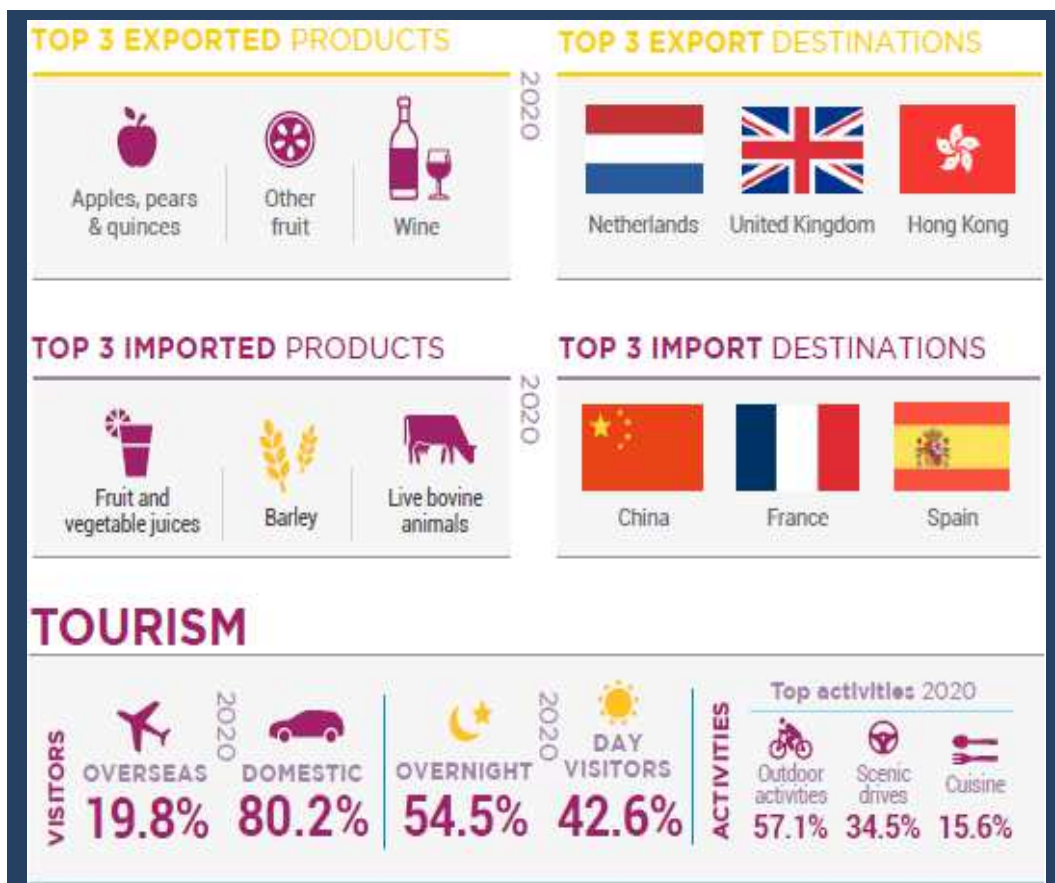 TOP 3 EXPORTED PRODUCTS
2020
Apples, pears
& quinces
Other
fruit
Wine
TOP 3 EXPORT DESTINATIONS
Netherlands
United Kingdom
Hong Kong
TOP 3 IMPORTED PRODUCTS
2020
Fruit and
vegetable juices
Barley
Live bovine
animals
TOP 3 IMPORT DESTINATIONS
China
France
Spain
TOURISM
VISITORS
OVERSEAS
19.8%
2020
DOMESTIC
80.2%
OVERNIGHT
54.5%
2020
DAY
VISITORS
42.6%
ACTIVITIES
Top activities 2020
Outdoor
activities
57.1%
Scenic
drives
34.5%
Cuisine
15.6%